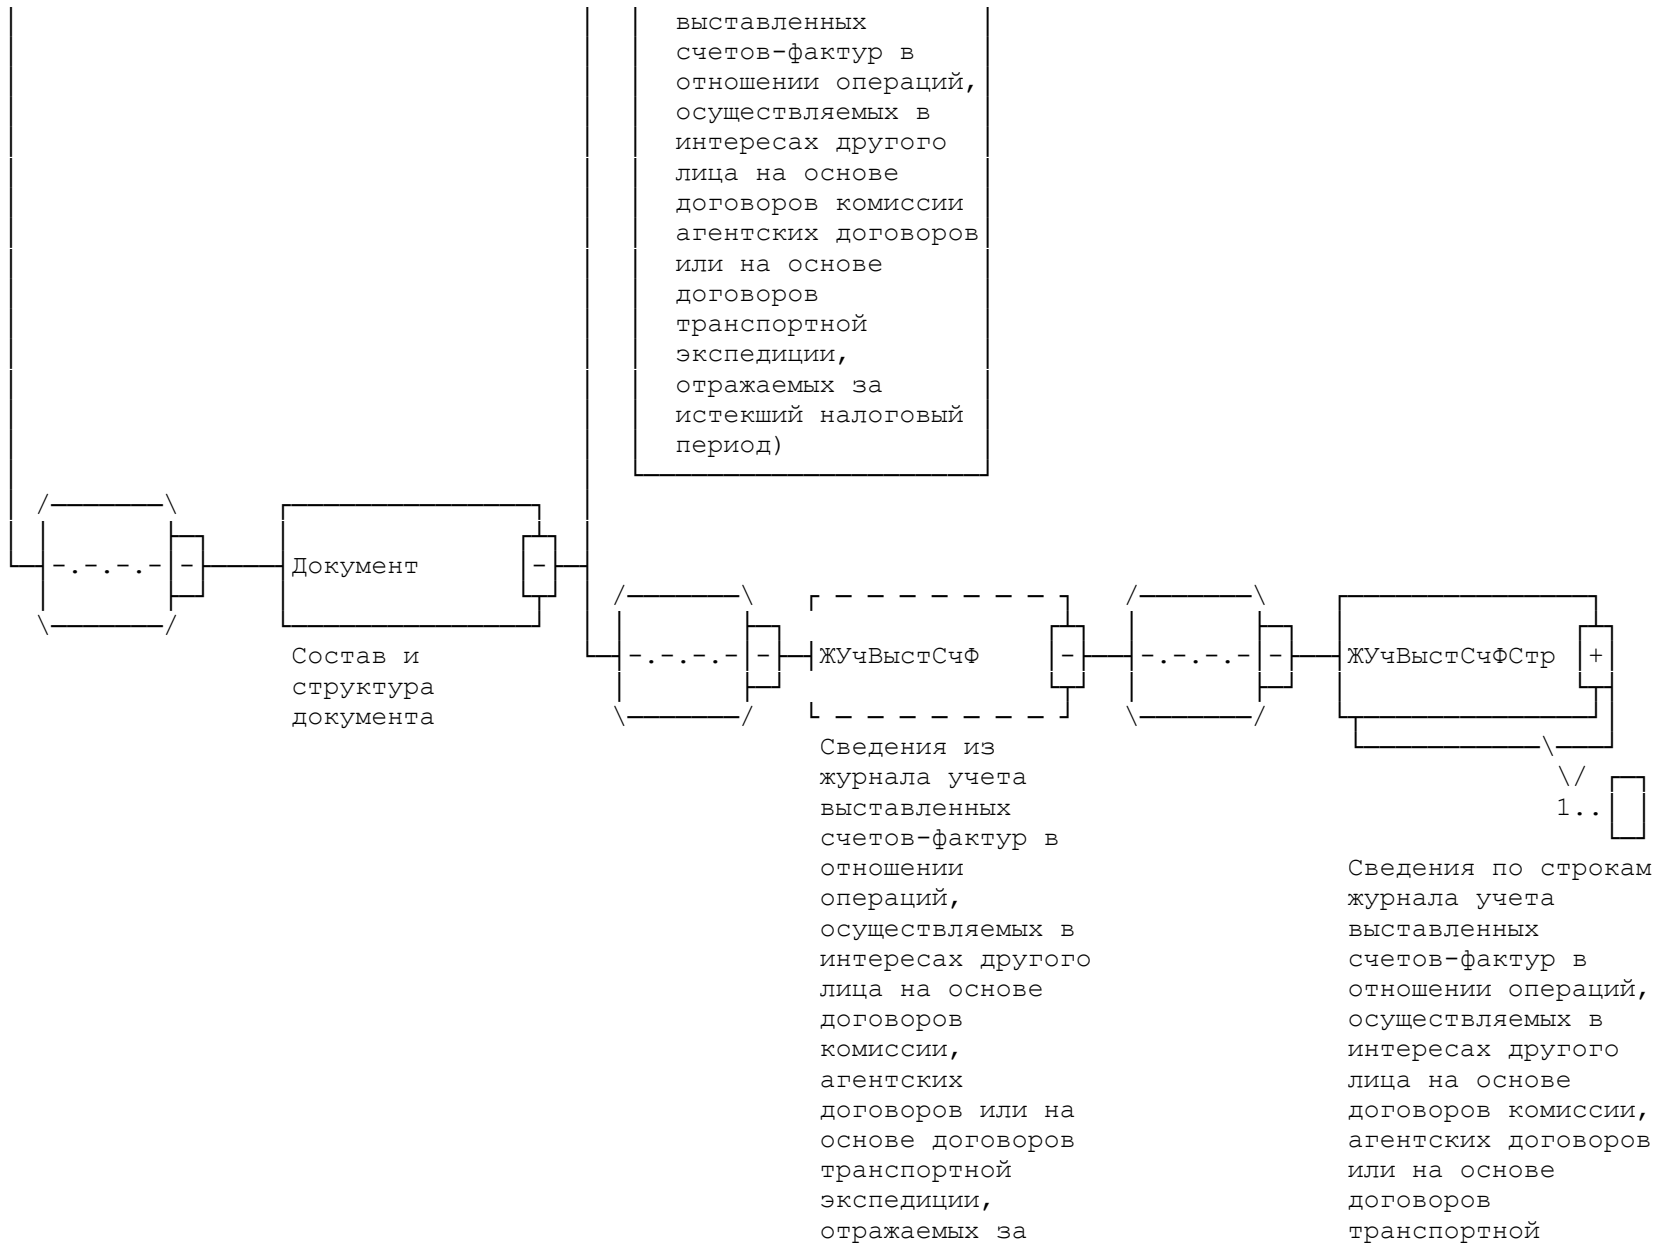 выставленных
счетов-фактур в
отношении операций,
осуществляемых в
интересах другого
лица на основе
договоров комиссии
агентских договоров
или на основе
договоров
транспортной
экспедиции,
отражаемых за
истекший налоговый
период)
-.-.-.- - Документ -
Состав и
структура
документа
-.-.-.- - ЖУчВыстСчФ - -.-.-.- - ЖУчВыстСчФСтр +
1..
Сведения из
журнала учета
выставленных
счетов-фактур в
отношении
операций,
осуществляемых в
интересах другого
лица на основе
договоров
комиссии,
агентских
договоров или на
основе договоров
транспортной
экспедиции,
отражаемых за
Сведения по строкам
журнала учета
выставленных
счетов-фактур в
отношении операций,
осуществляемых в
интересах другого
лица на основе
договоров комиссии,
агентских договоров
или на основе
договоров
транспортной